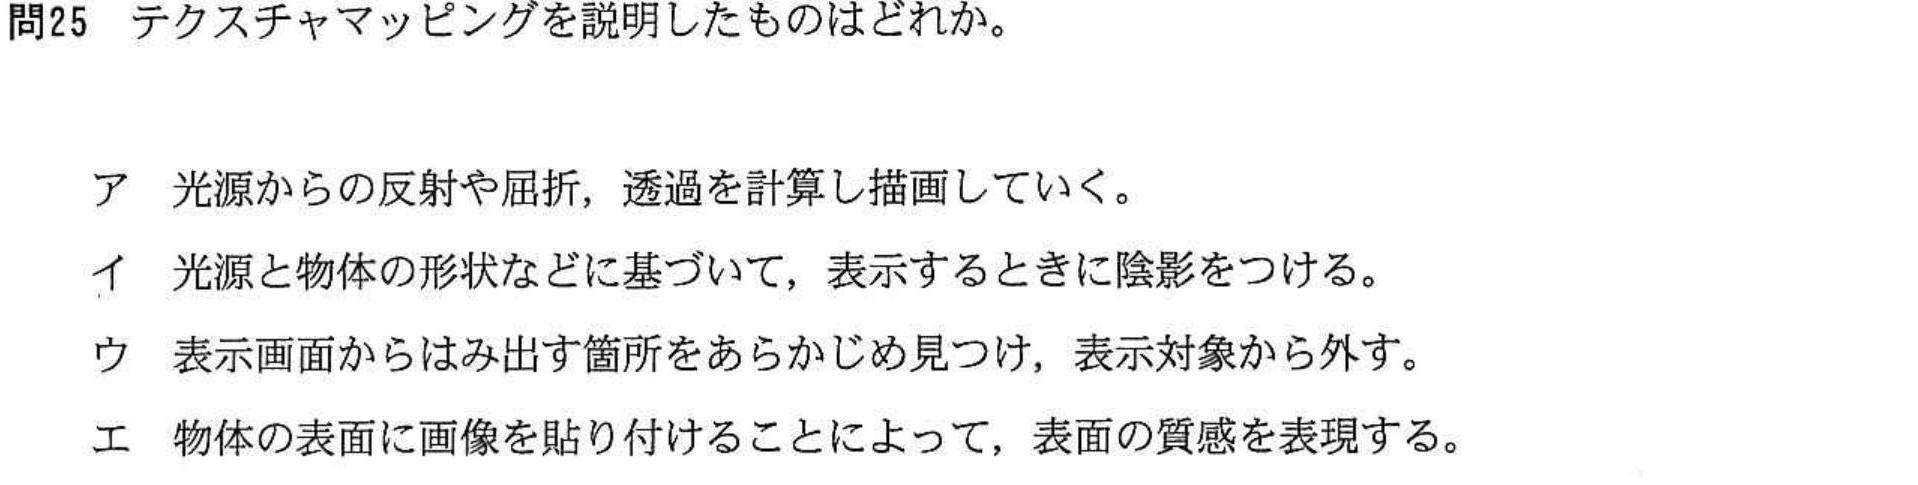 問25　テクスチャマッピングを説明したものはどれか。
ア　光源からの反射や屈折，透過を計算し描画していく。
イ　光源と物体の形状などに基づいて，表示するときに陰影をつける。
ウ　表示画面からはみ出す箇所をあらかじめ見つけ，表示対象から外す。
エ　物体の表面に画像を貼り付けることによって，表面の質感を表現する。